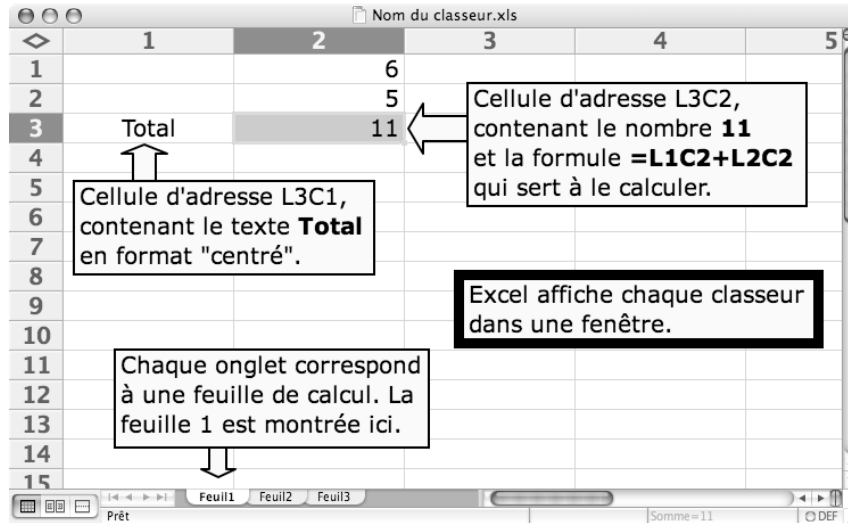 Nom du classeur.xls
1 2 3 4 5
1 6
2 5
3 Total 11
4
5
6
7
8
9
10
11
12
13
14
15
Cellule d'adresse L3C2,
contenant le nombre 11
et la formule =L1C2+L2C2
qui sert à le calculer.
Cellule d'adresse L3C1,
contenant le texte Total
en format "centré".
Excel affiche chaque classeur
dans une fenêtre.
Chaque onglet correspond
à une feuille de calcul. La
feuille 1 est montrée ici.
Feuil1 Feuil2 Feuil3
Prêt Somme=11 DEF